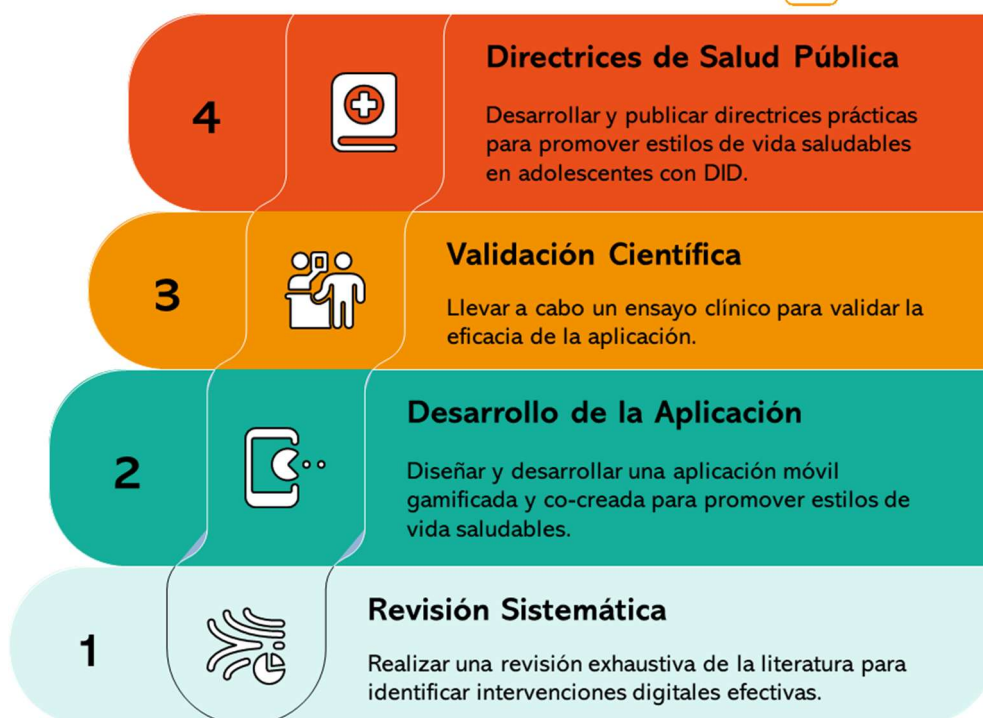 4
Directrices de Salud Pública
Desarrollar y publicar directrices prácticas
para promover estilos de vida saludables
en adolescentes con DID.
3
Validación Científica
Llevar a cabo un ensayo clínico para validar la
eficacia de la aplicación.
2
Desarrollo de la Aplicación
Diseñar y desarrollar una aplicación móvil
gamificada y co-creada para promover estilos de
vida saludables.
1
Revisión Sistemática
Realizar una revisión exhaustiva de la literatura para
identificar intervenciones digitales efectivas.